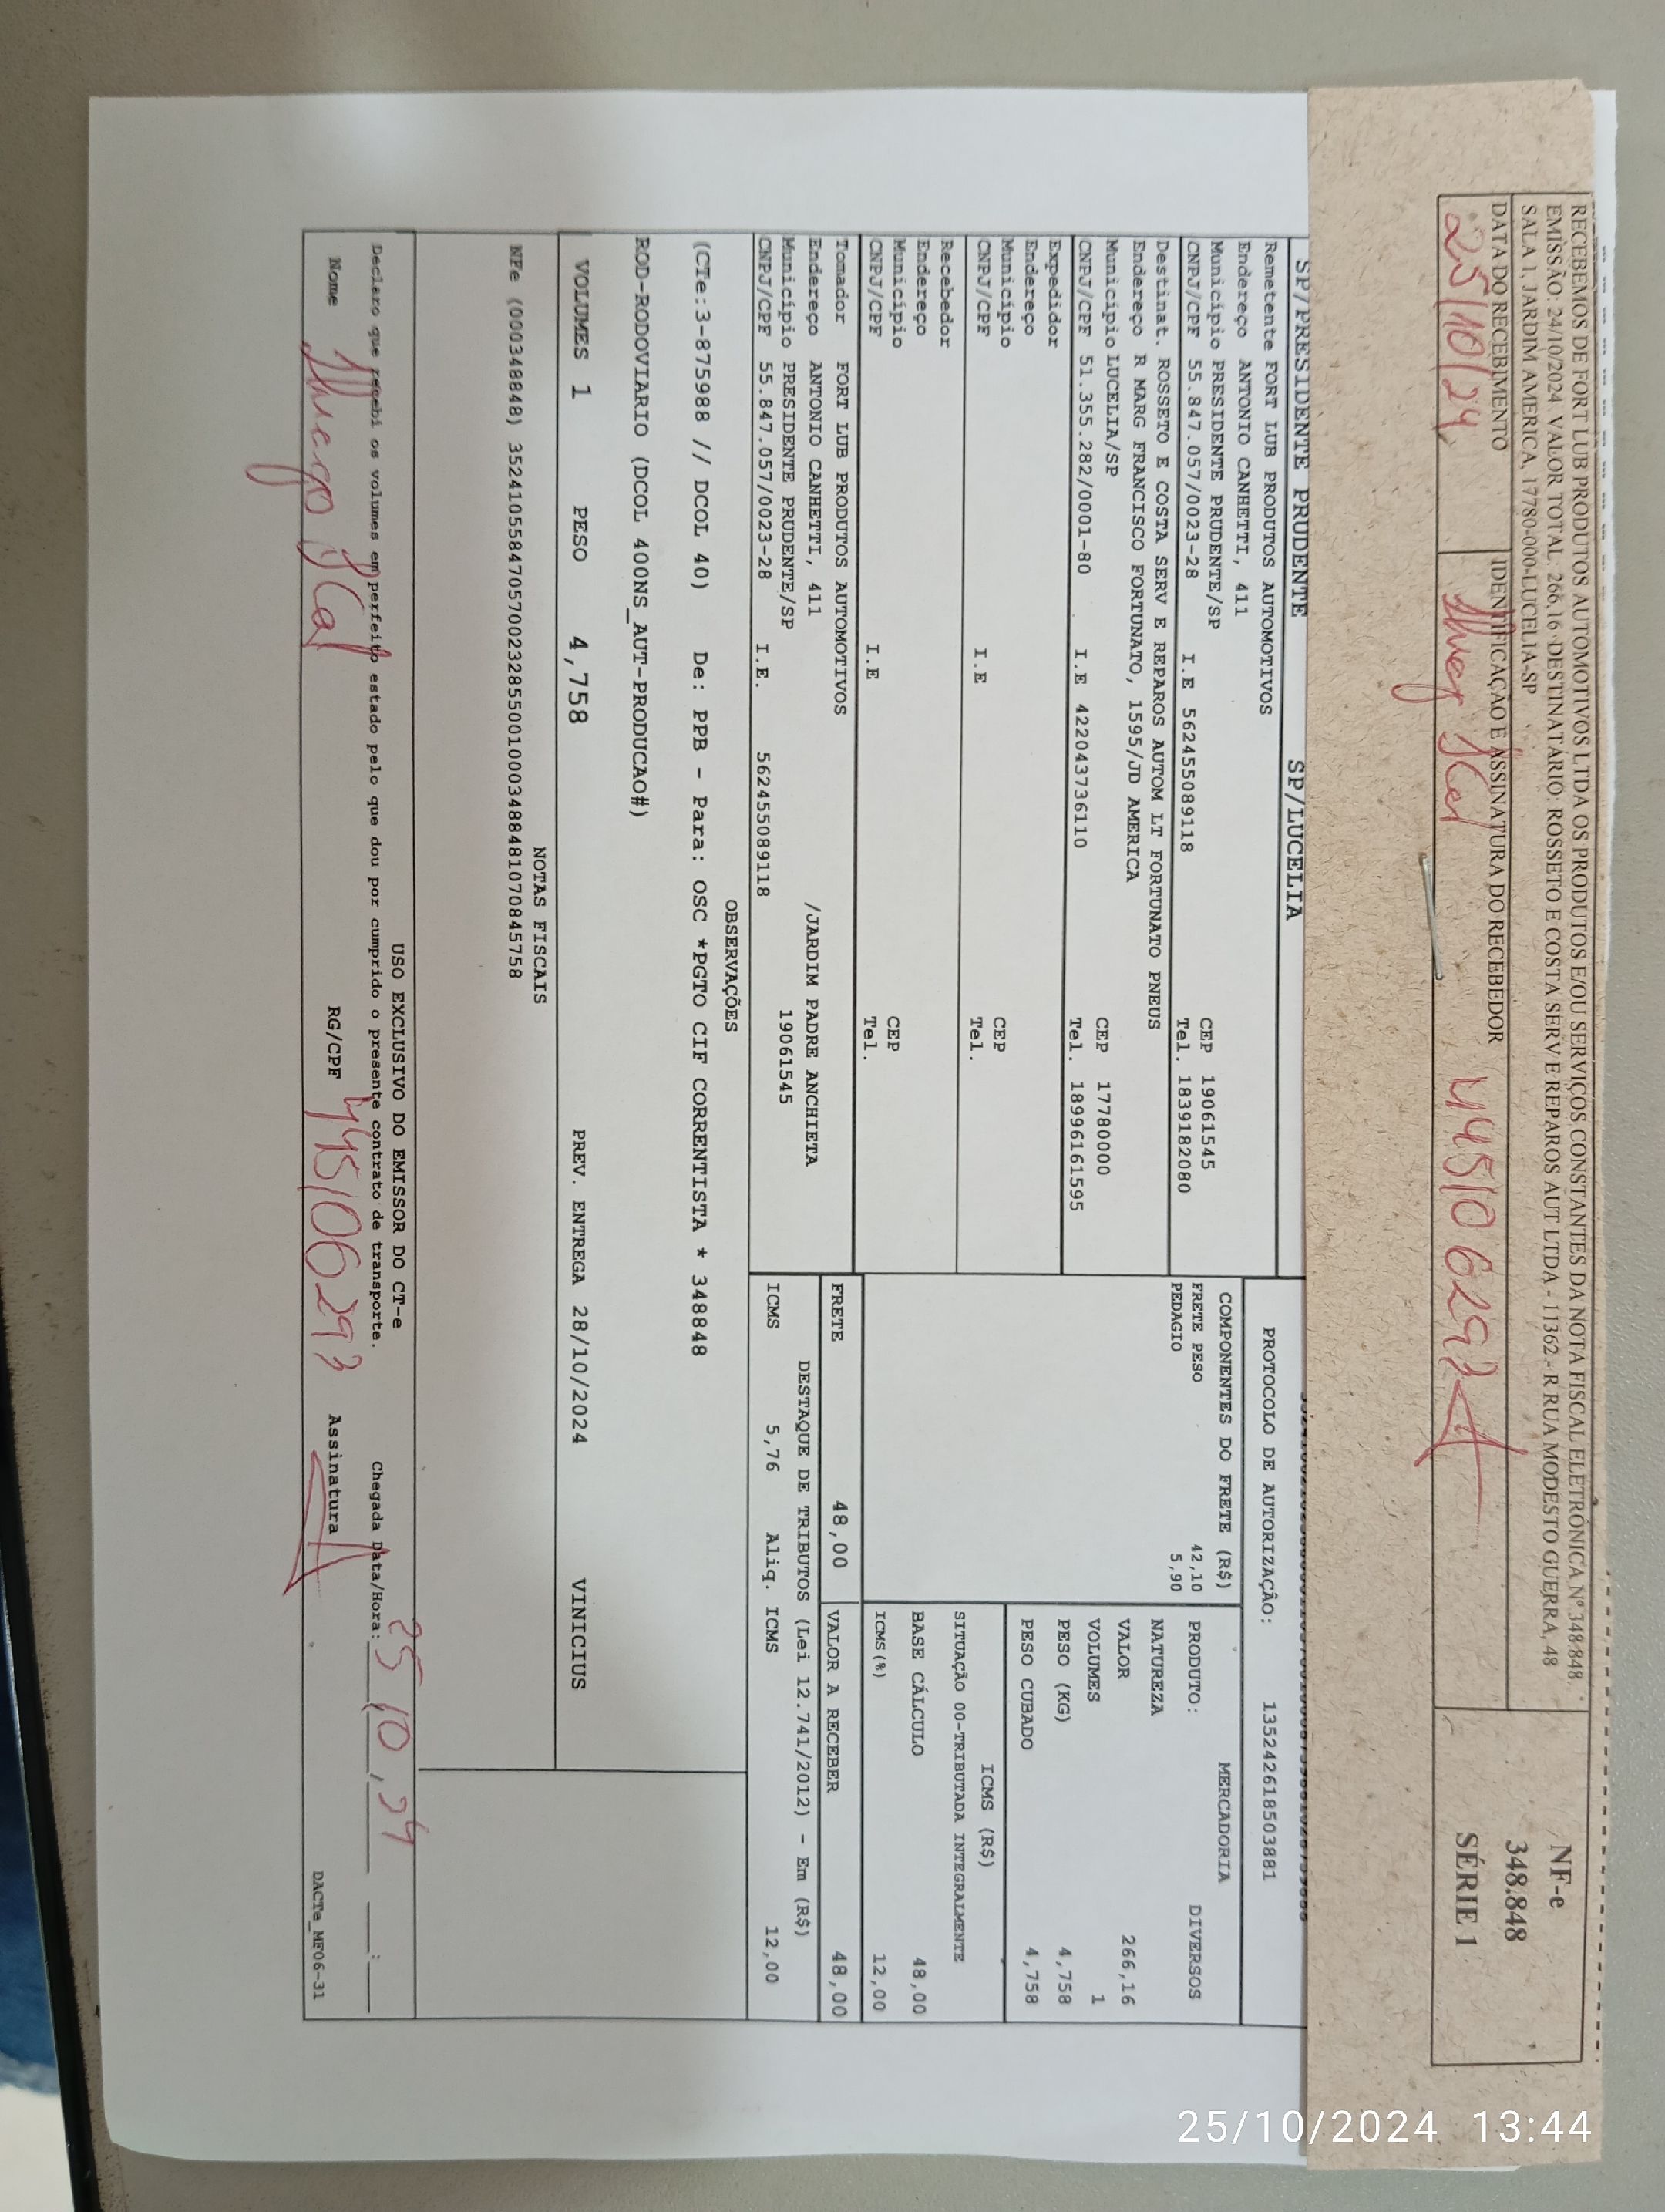 RECEBEMOS DE FORT LUB PRODUTOS AUTOMOTIVOS LTDA OS PRODUTOS E/OU SERVIÇOS CONSTANTES DA NOTA FISCAL ELETRÔNICA Nº 348.848,
EMISSÃO: 24/10/2024 VALOR TOTAL: 266,16 DESTINATÁRIO: ROSSETO E COSTA SERV E REPAROS AUT LTDA - 11362 - R RUA MODESTO GUERRA, 48
SALA 1, JARDIM AMERICA, 17780-000-LUCELIA-SP
NF-e
348.848
SÉRIE 1
DATA DO RECEBIMENTO
IDENTIFICAÇÃO E ASSINATURA DO RECEBEDOR
25/10/24
445106293
SP/PRESIDENTE PRUDENTE SP/LUCELIA
PROTOCOLO DE AUTORIZAÇÃO: 135242618503881
Remetente FORT LUB PRODUTOS AUTOMOTIVOS
Endereço ANTONIO CANHETTI, 411
Município PRESIDENTE PRUDENTE/SP CEP 19061545
CNPJ/CPF 55.847.057/0023-28 I.E 562455089118 Tel. 1839182080
Destinat. ROSSETO E COSTA SERV E REPAROS AUTOM LT FORTUNATO PNEUS
Endereço R MARG FRANCISCO FORTUNATO, 1595/JD AMERICA
Município LUCELIA/SP CEP 17780000
CNPJ/CPF 51.355.282/0001-80 I.E 422043736110 Tel. 18996161595
Expedidor
Endereço
Município CEP
CNPJ/CPF I.E Tel.
Recebedor
Endereço
Município CEP
CNPJ/CPF I.E Tel.
Tomador FORT LUB PRODUTOS AUTOMOTIVOS
Endereço ANTONIO CANHETTI, 411 /JARDIM PADRE ANCHIETA
Município PRESIDENTE PRUDENTE/SP 19061545
CNPJ/CPF 55.847.057/0023-28 I.E. 562455089118
COMPONENTES DO FRETE (R$)
FRETE PESO 42,10
PEDAGIO 5,90
MERCADORIA
PRODUTO: DIVERSOS
NATUREZA
VALOR 266,16
VOLUMES 1
PESO (KG) 4,758
PESO CUBADO 4,758
ICMS (R$)
SITUAÇÃO 00-TRIBUTADA INTEGRALMENTE
BASE CÁLCULO 48,00
ICMS(%) 12,00
FRETE 48,00 VALOR A RECEBER 48,00
DESTAQUE DE TRIBUTOS (Lei 12.741/2012) - Em (R$)
ICMS 5,76 Aliq. ICMS 12,00
OBSERVAÇÕES
(CTe:3-875988 // DCOL 40) De: PPB - Para: OSC *PGTO CIF CORRENTISTA * 348848
ROD-RODOVIARIO (DCOL 400NS_AUT-PRODUCAO#)
VOLUMES 1 PESO 4,758 PREV. ENTREGA 28/10/2024 VINICIUS
NOTAS FISCAIS
NFe (000348848) 35241055847057002328550010003488481070845758
USO EXCLUSIVO DO EMISSOR DO CT-e
Declaro que recebi os volumes em perfeito estado pelo que dou por cumprido o presente contrato de transporte. Chegada Data/Hora: 25/10/24 :
Nome RG/CPF 445106293 Assinatura
DACTe_MF06-31
25/10/2024 13:44